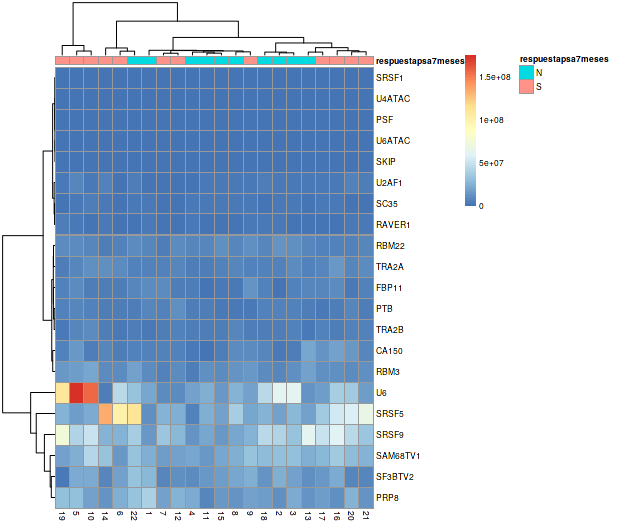 respuestapsa7meses
respuestapsa7meses
N
S
1.5e+08
1e+08
5e+07
0
SRSF1
U4ATAC
PSF
U6ATAC
SKIP
U2AF1
SC35
RAVER1
RBM22
TRA2A
FBP11
PTB
TRA2B
CA150
RBM3
U6
SRSF5
SRSF9
SAM68TV1
SF3BTV2
PRP8
19 5 10 14 6 22 1 7 12 4 11 15 8 9 18 2 3 13 17 16 20 21